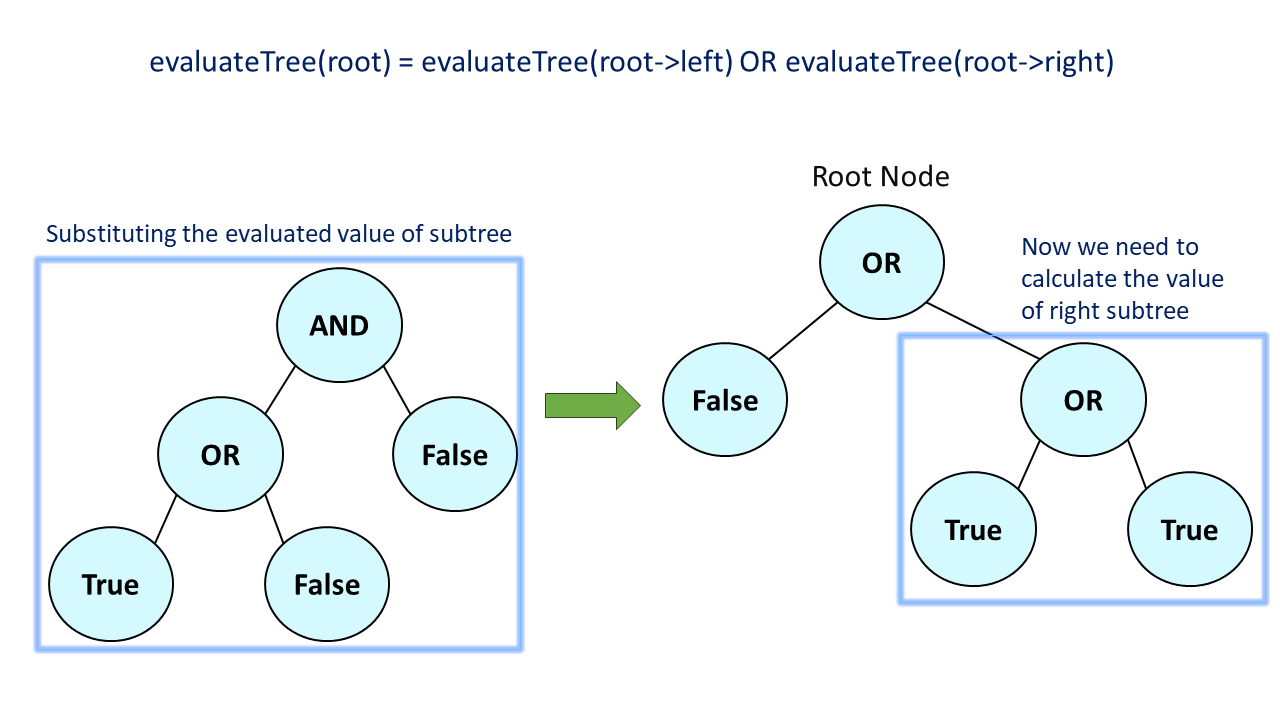 evaluateTree(root) = evaluateTree(root->left) OR evaluateTree(root->right)
Substituting the evaluated value of subtree
AND
OR
False
True
False
Root Node
OR
Now we need to
calculate the value
of right subtree
False
OR
True
True